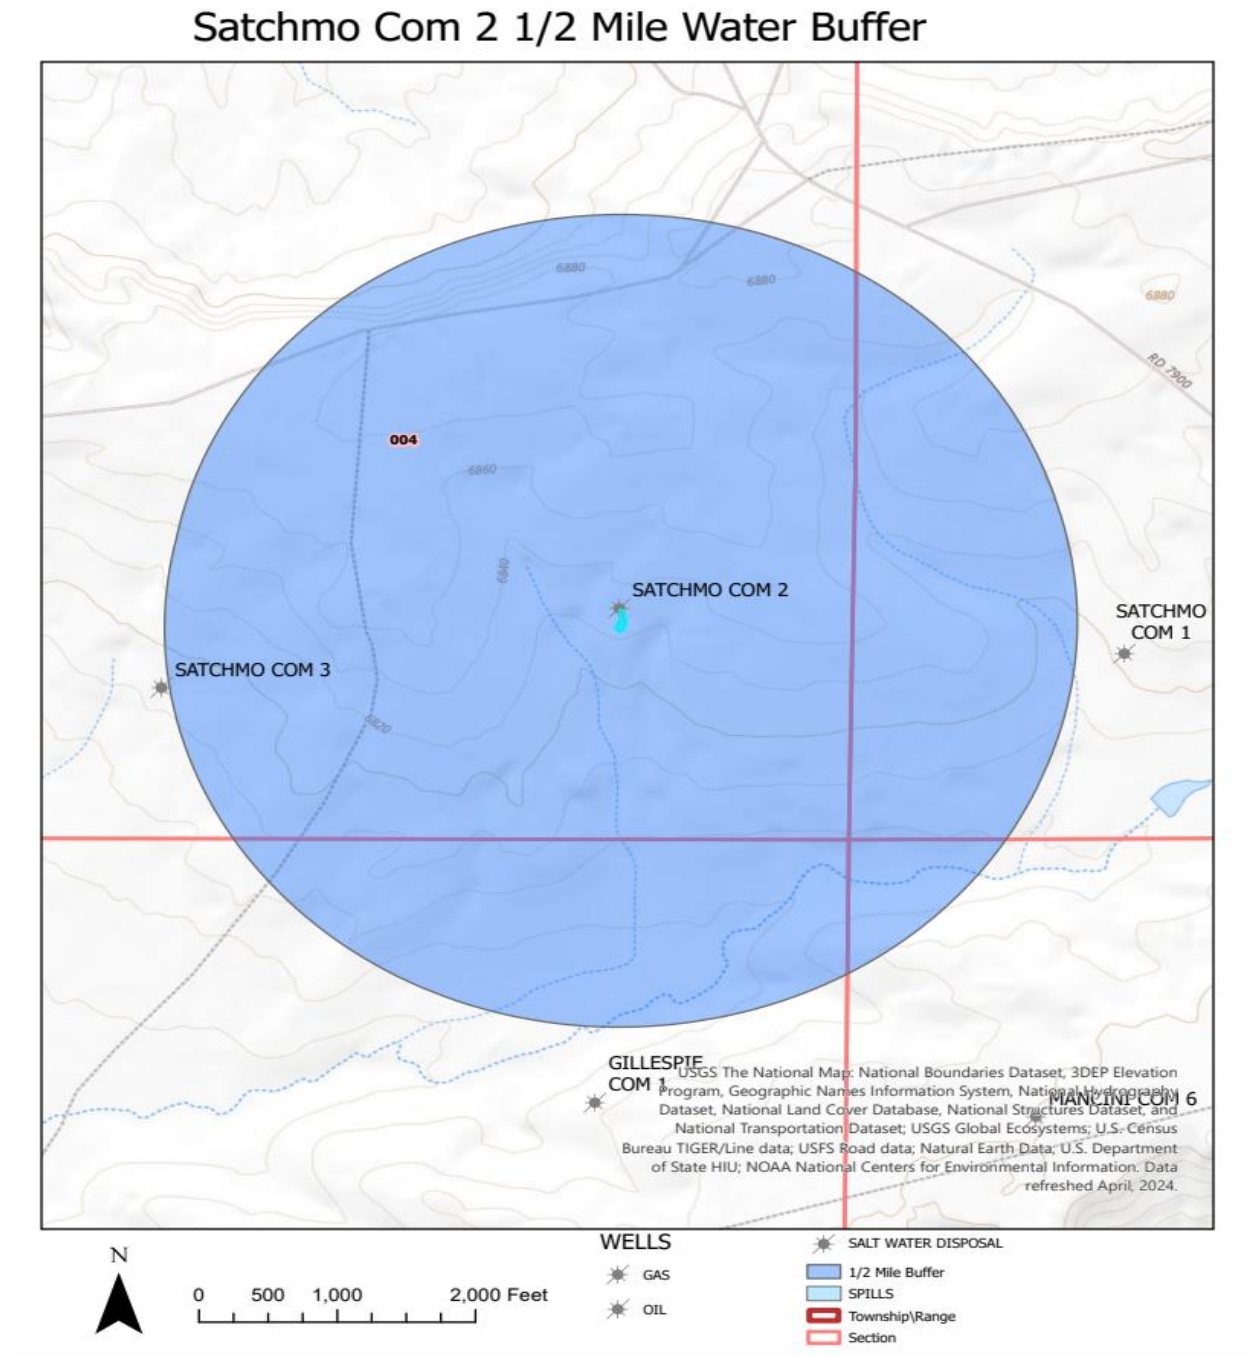 Satchmo Com 2 1/2 Mile Water Buffer
6880
6880
6880
RD 7900
004
6860
6840
SATCHMO COM 2
SATCHMO
COM 1
SATCHMO COM 3
6820
GILLESPIE
COM 1
MANCINI COM 6
USGS The National Map: National Boundaries Dataset, 3DEP Elevation
Program, Geographic Names Information System, National Hydrography
Dataset, National Land Cover Database, National Structures Dataset, and
National Transportation Dataset; USGS Global Ecosystems; U.S. Census
Bureau TIGER/Line data; USFS Road data; Natural Earth Data; U.S. Department
of State HIU; NOAA National Centers for Environmental Information. Data
refreshed April, 2024.
N
0 500 1,000 2,000 Feet
WELLS
GAS
OIL
SALT WATER DISPOSAL
1/2 Mile Buffer
SPILLS
Township\Range
Section